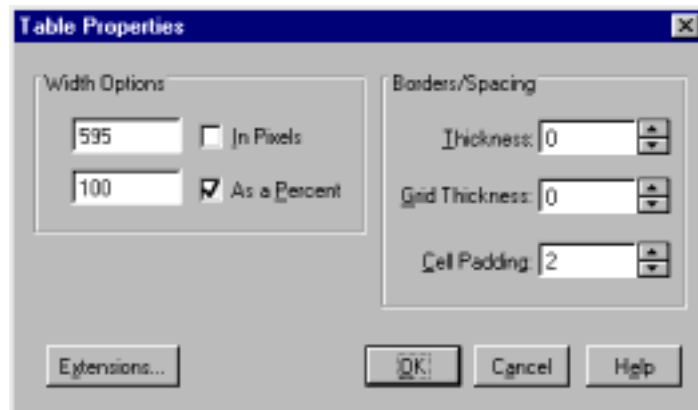 Table Properties
Width Options
595 In Pixels
100 As a Percent
Borders/Spacing
Thickness: 0
Grid Thickness: 0
Cell Padding: 2
Extensions... OK Cancel Help